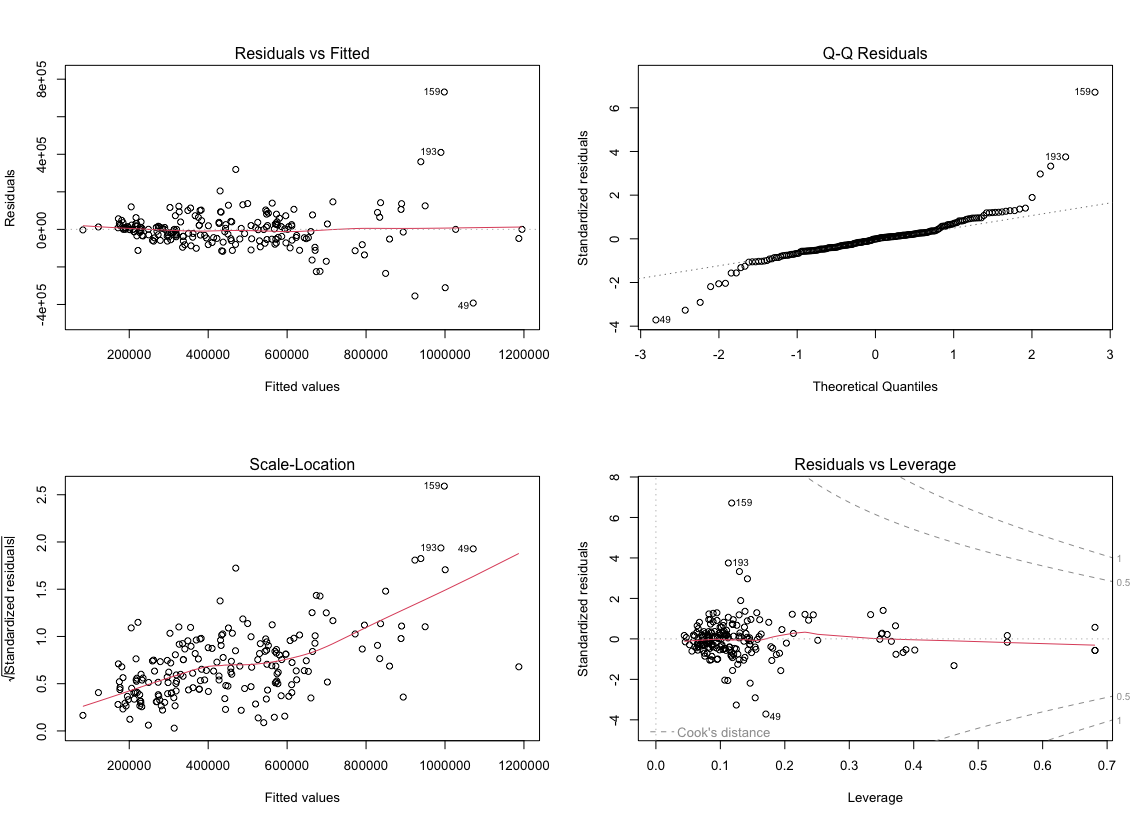 Residuals vs Fitted
Residuals
8e+05
4e+05
0e+00
-4e+05
159
193
49
200000 400000 600000 800000 1000000 1200000
Fitted values
Q-Q Residuals
Standardized residuals
6
4
2
0
-2
-4
159
193
49
-3 -2 -1 0 1 2 3
Theoretical Quantiles
Scale-Location
√|Standardized residuals|
2.5
2.0
1.5
1.0
0.5
0.0
159
193
49
200000 400000 600000 800000 1000000 1200000
Fitted values
Residuals vs Leverage
Standardized residuals
8
6
4
2
0
-2
-4
159
193
49
1
0.5
0.5
1
Cook's distance
0.0 0.1 0.2 0.3 0.4 0.5 0.6 0.7
Leverage